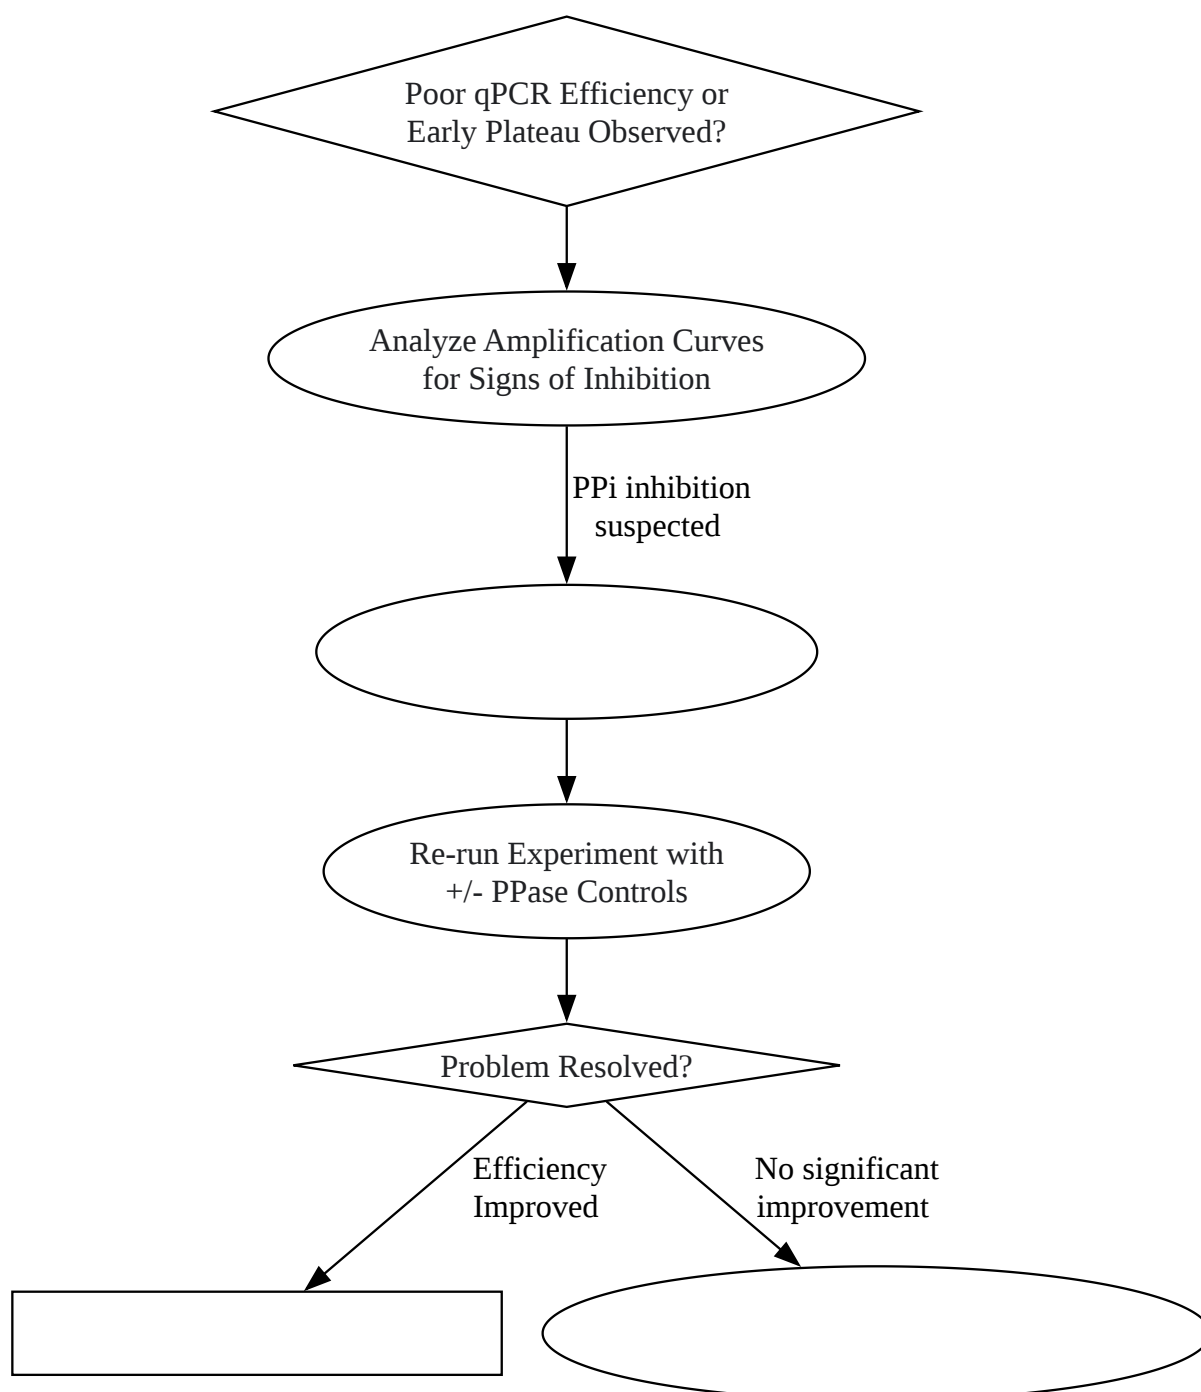 Poor qPCR Efficiency or
Early Plateau Observed?
Analyze Amplification Curves
for Signs of Inhibition
PPi inhibition
suspected
Re-run Experiment with
+/- PPase Controls
Problem Resolved?
Efficiency
Improved
No significant
improvement